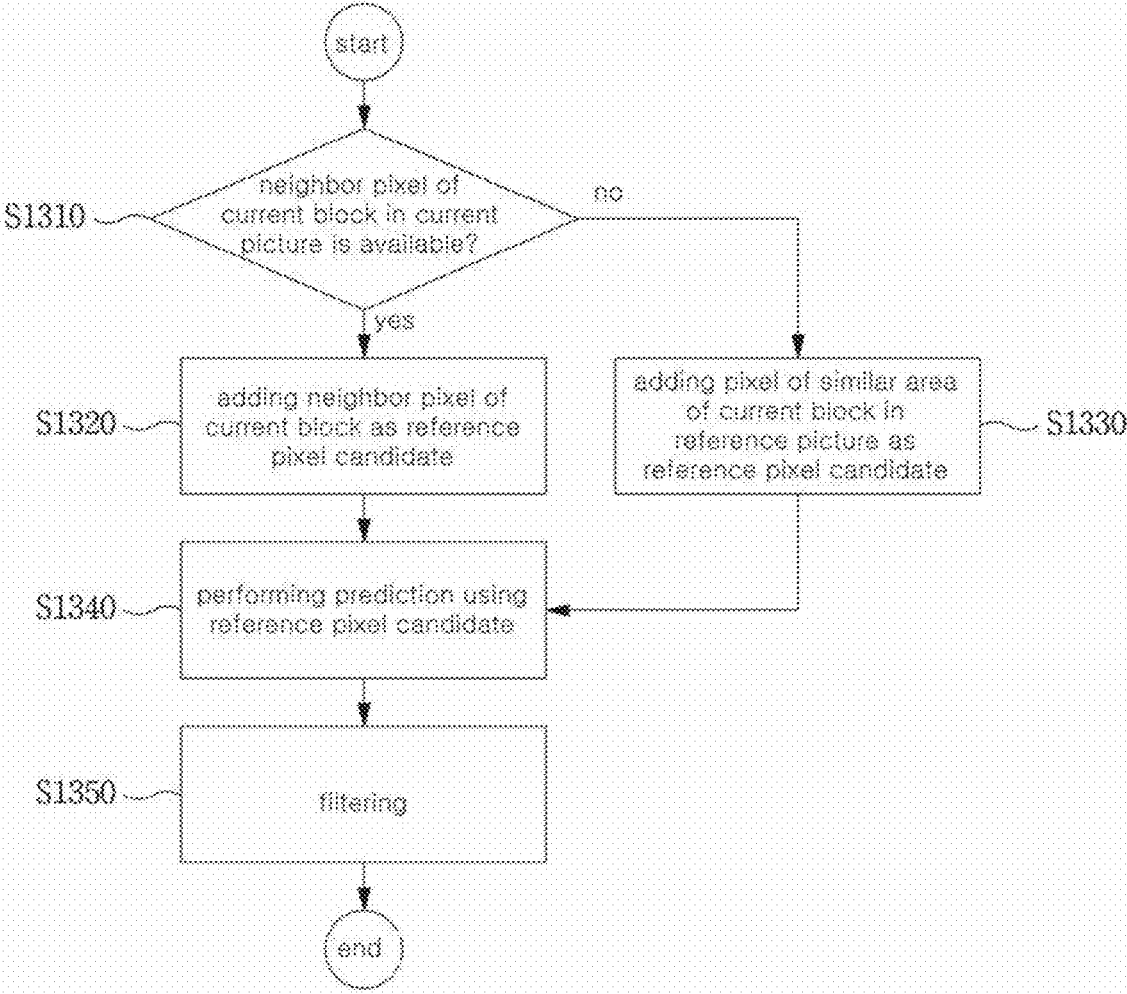 start
neighbor pixel of
current block in current
picture is available?
S1310
no
yes
adding neighbor pixel of
current block as reference
pixel candidate
S1320
adding pixel of similar area
of current block in
reference picture as
reference pixel candidate
S1330
performing prediction using
reference pixel candidate
S1340
filtering
S1350
end